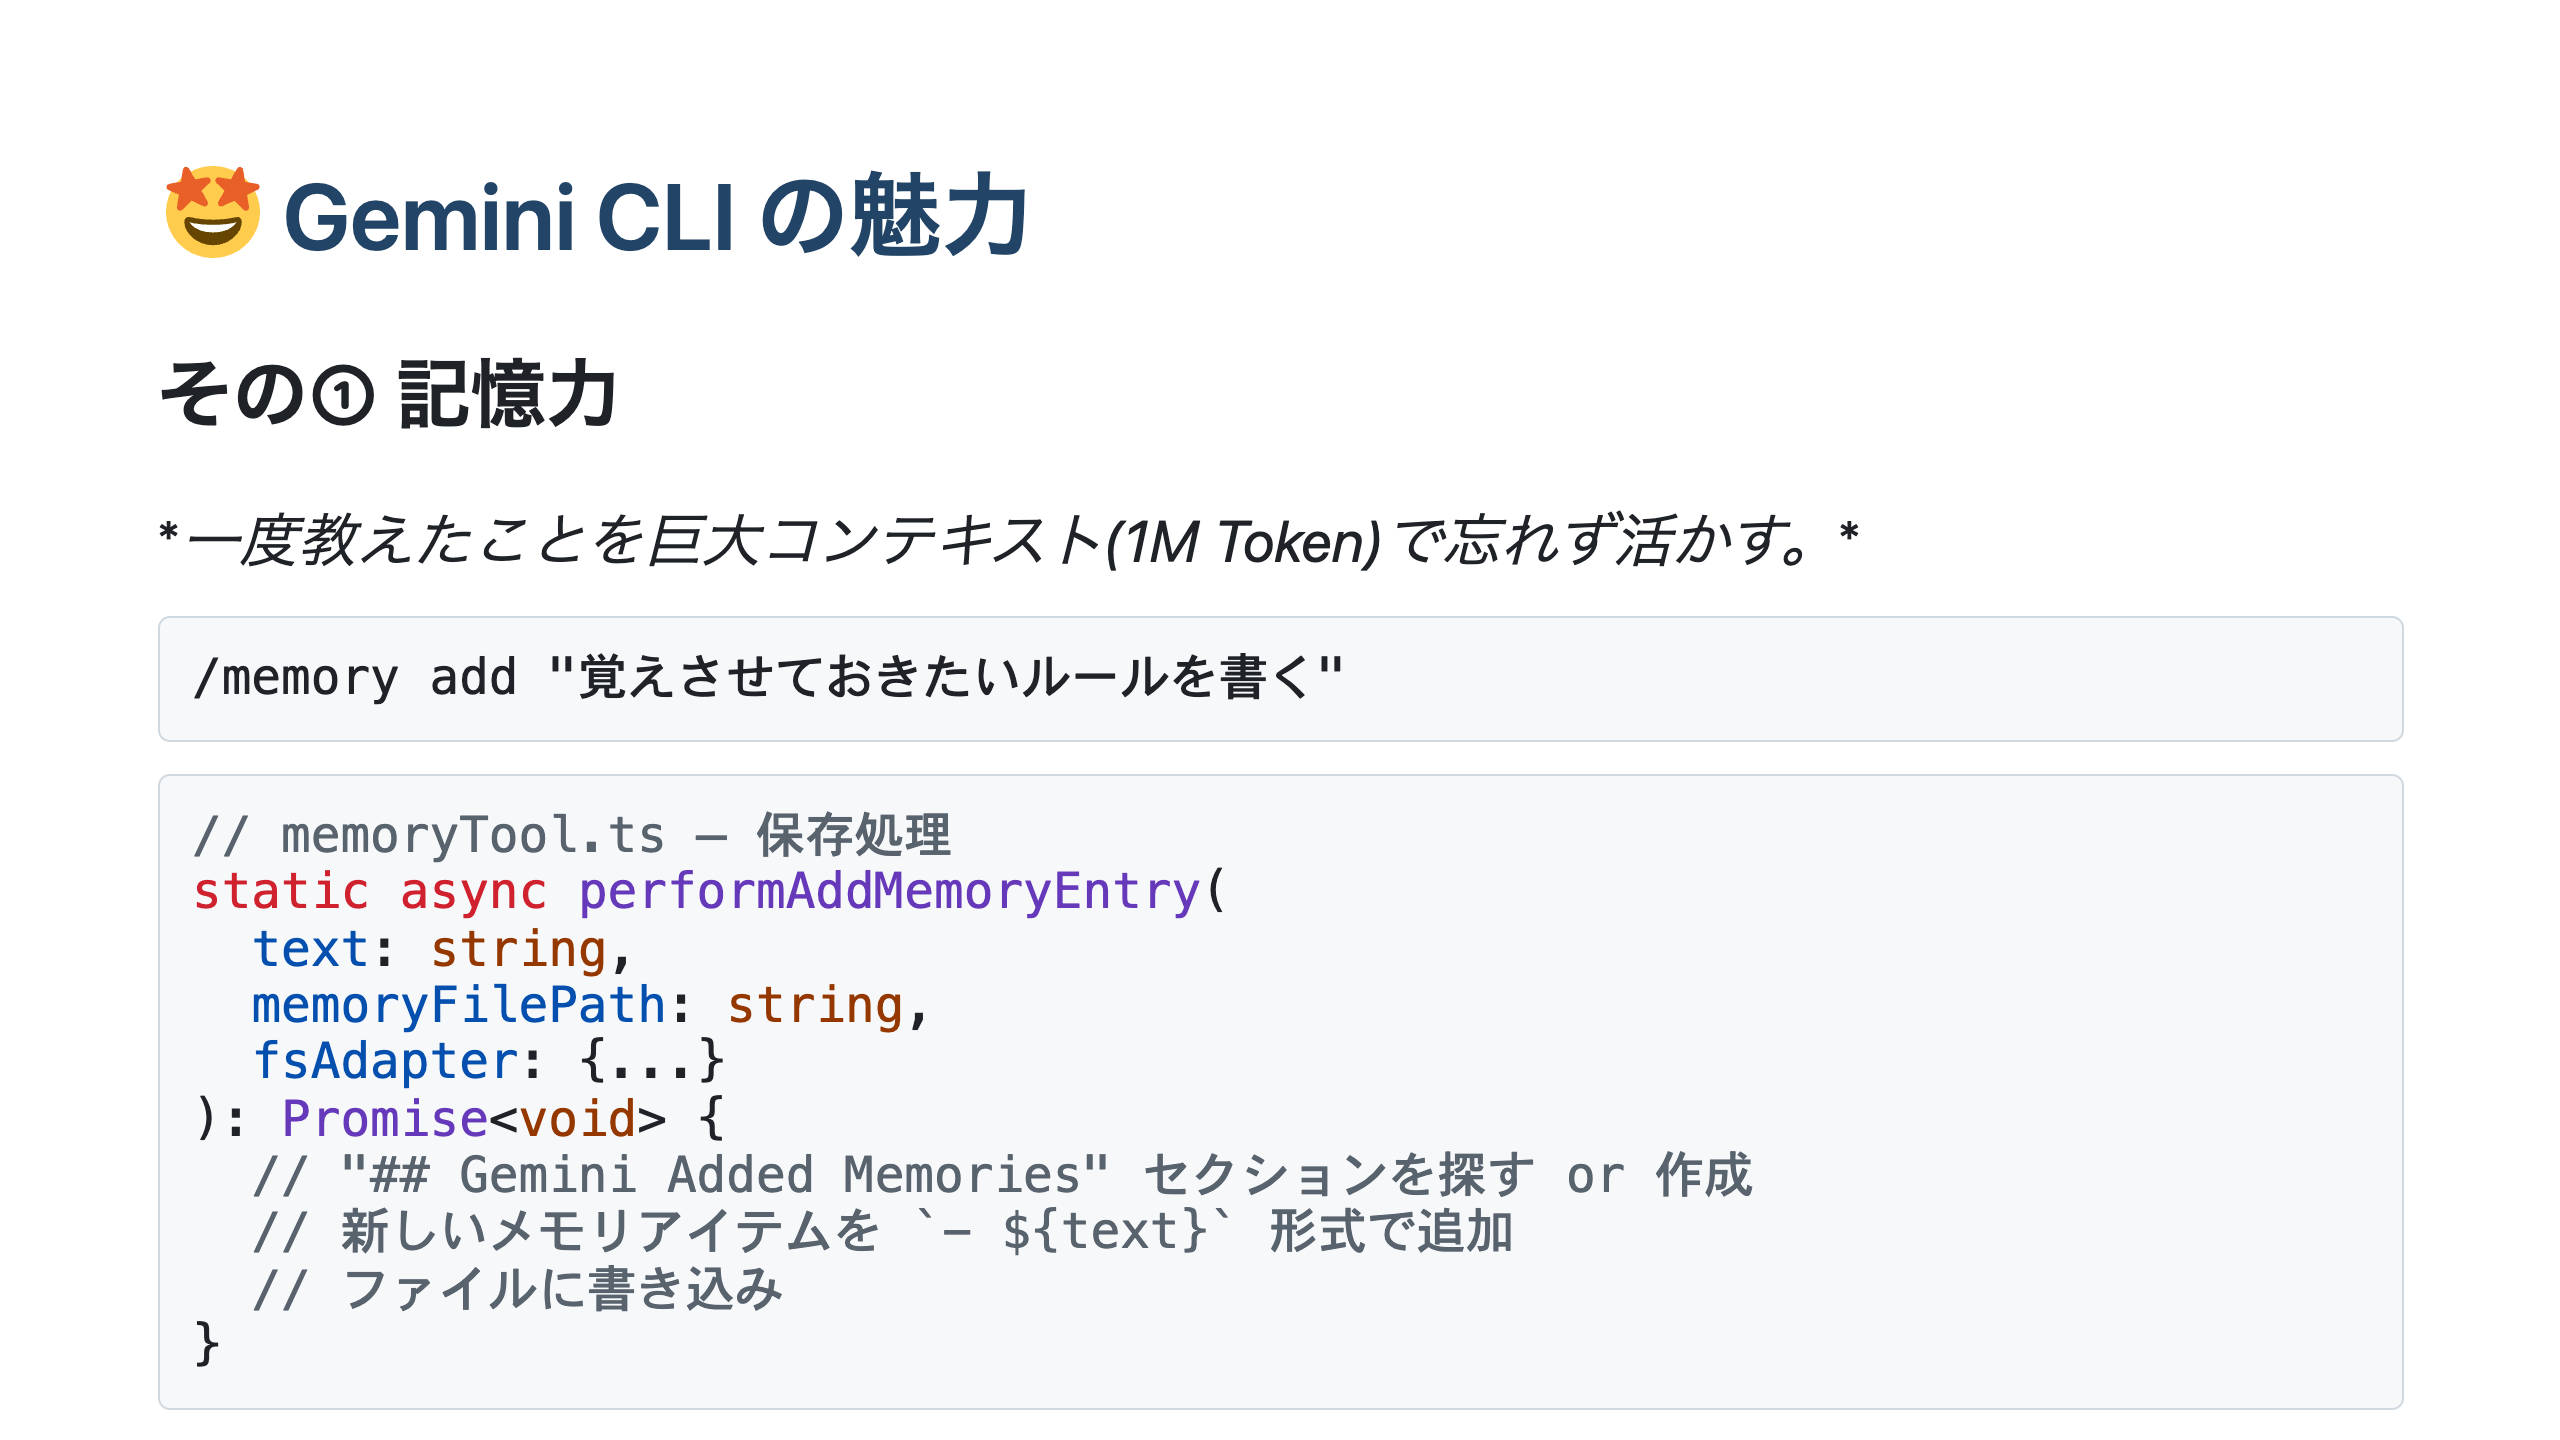 🤩 Gemini CLI の魅力
その① 記憶力
*一度教えたことを巨大コンテキスト(1M Token)で忘れず活かす。*
/memory add "覚えさせておきたいルールを書く"
// memoryTool.ts – 保存処理
static async performAddMemoryEntry(
  text: string,
  memoryFilePath: string,
  fsAdapter: {...}
): Promise<void> {
  // "## Gemini Added Memories" セクションを探す or 作成
  // 新しいメモリアイテムを `- ${text}` 形式で追加
  // ファイルに書き込み
}